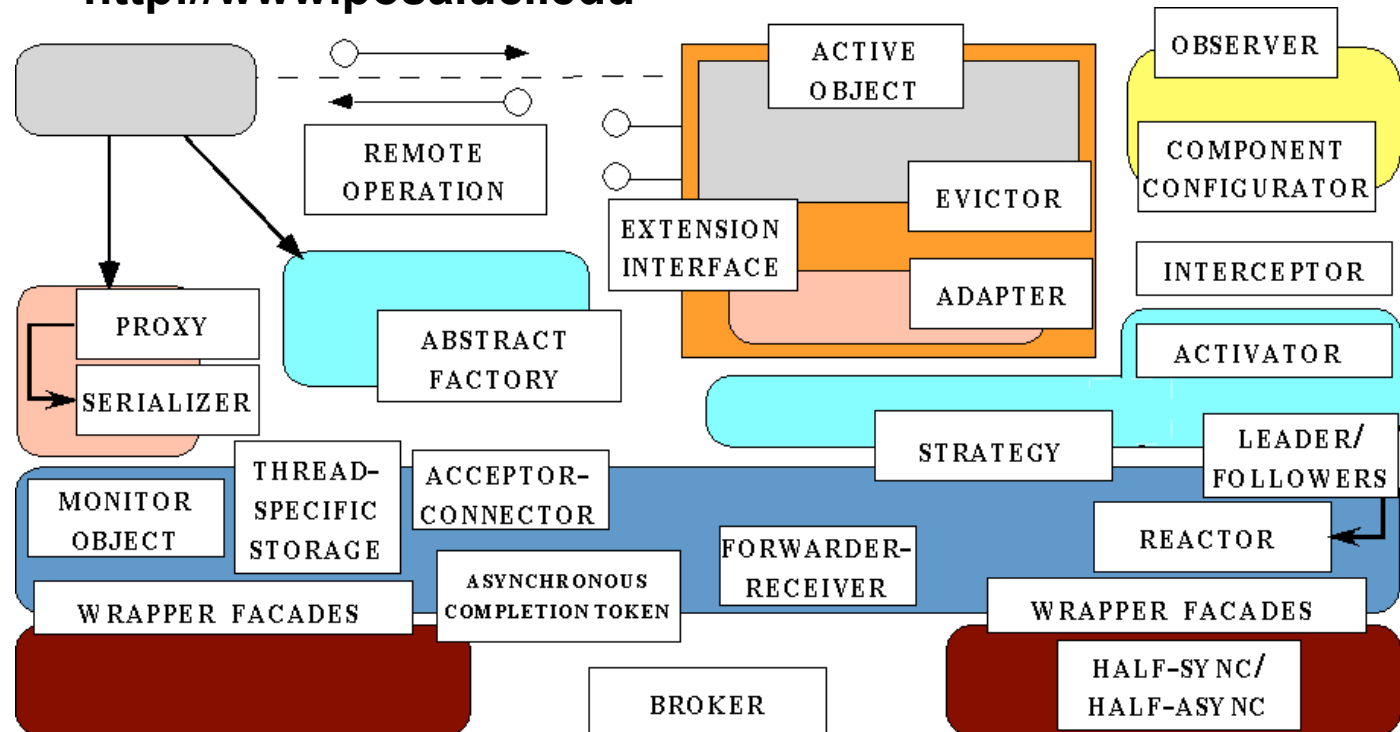 ACTIVE
OBJECT
OBSERVER
REMOTE
OPERATION
COMPONENT
CONFIGURATOR
EVICTOR
EXTENSION
INTERFACE
INTERCEPTOR
ADAPTER
PROXY
ABSTRACT
FACTORY
ACTIVATOR
SERIALIZER
STRATEGY
LEADER/
FOLLOWERS
MONITOR
OBJECT
THREAD-
SPECIFIC
STORAGE
ACCEPTOR-
CONNECTOR
FORWARDER-
RECEIVER
REACTOR
WRAPPER FACADES
ASYNCHRONOUS
COMPLETION TOKEN
WRAPPER FACADES
BROKER
HALF-SYNC/
HALF-ASYNC